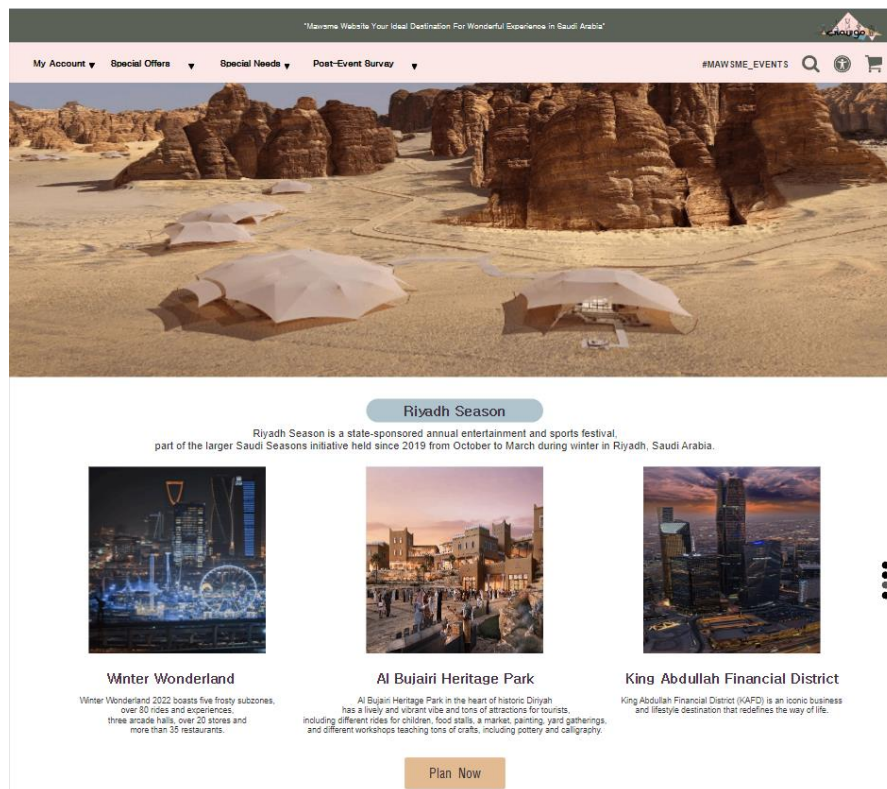 "Mawsme Website Your Ideal Destination For Wonderful Experience in Saudi Arabia"
My Account Special Offers Special Needs Post-Event Survay #MAWSME_EVENTS
Riyadh Season
Riyadh Season is a state-sponsored annual entertainment and sports festival,
part of the larger Saudi Seasons initiative held since 2019 from October to March during winter in Riyadh, Saudi Arabia.
Winter Wonderland
Winter Wonderland 2022 boasts five frosty subzones,
over 80 rides and experiences,
three arcade halls, over 20 stores and
more than 35 restaurants.
Al Bujairi Heritage Park
Al Bujairi Heritage Park in the heart of historic Diriyah
has a lively and vibrant vibe and tons of attractions for tourists,
including different rides for children, food stalls, a market, painting, yard gatherings,
and different workshops teaching tons of crafts, including pottery and calligraphy.
King Abdullah Financial District
King Abdullah Financial District (KAFD) is an iconic business
and lifestyle destination that redefines the way of life.
Plan Now